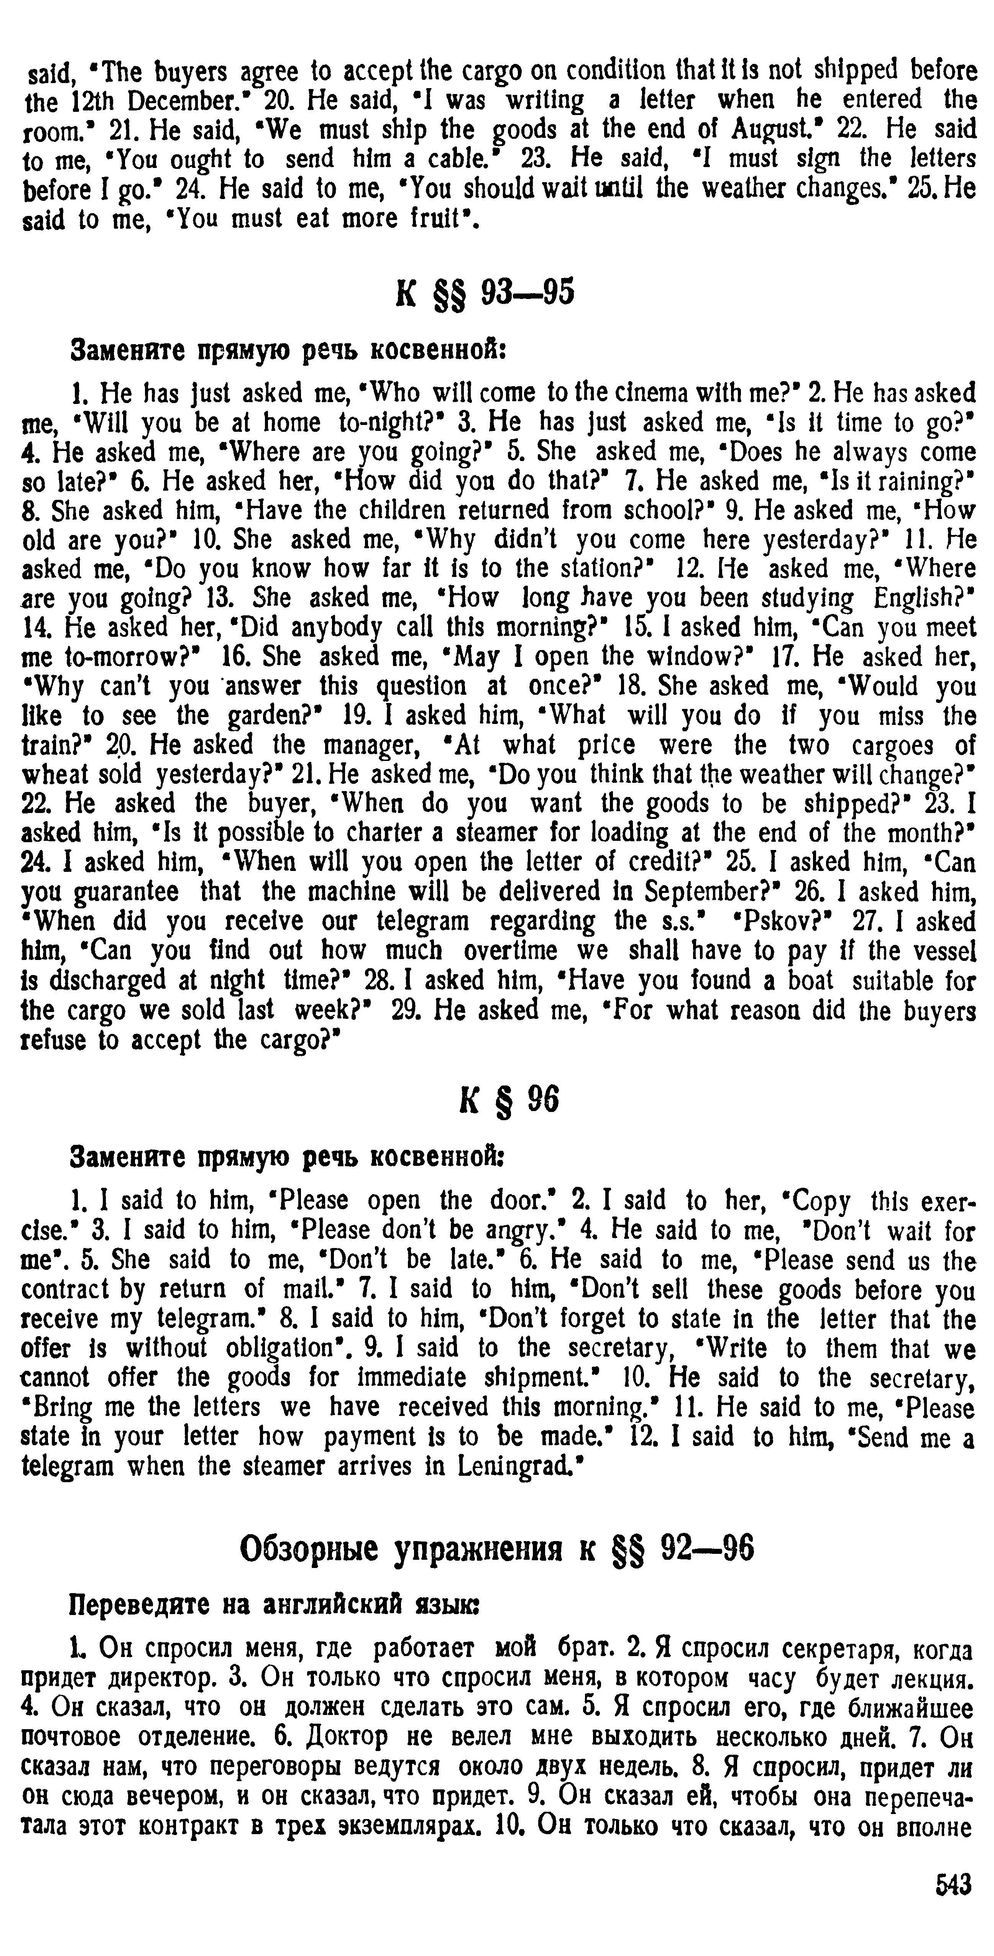 said, “The buyers agree to accept the cargo on condition that it is not shipped before
the 12th December.” 20. He said, “I was writing a letter when he entered the
room.” 21. He said, “We must ship the goods at the end of August.” 22. He said
to me, “You ought to send him a cable.” 23. He said, “I must sign the letters
before I go.” 24. He said to me, “You should wait until the weather changes.” 25. He
said to me, “You must eat more fruit”.
К §§ 93—95
Замените прямую речь косвенной:
1. He has just asked me, “Who will come to the cinema with me?” 2. He has asked
me, “Will you be at home to-night?” 3. He has just asked me, “Is it time to go?”
4. He asked me, “Where are you going?” 5. She asked me, “Does he always come
so late?” 6. He asked her, “How did you do that?” 7. He asked me, “Is it raining?”
8. She asked him, “Have the children returned from school?” 9. He asked me, “How
old are you?” 10. She asked me, “Why didn't you come here yesterday?” 11. He
asked me, “Do you know how far it is to the station?” 12. He asked me, “Where
are you going? 13. She asked me, “How long have you been studying English?”
14. He asked her, “Did anybody call this morning?” 15. I asked him, “Can you meet
me to-morrow?” 16. She asked me, “May I open the window?” 17. He asked her,
“Why can't you answer this question at once?” 18. She asked me, “Would you
like to see the garden?” 19. I asked him, “What will you do if you miss the
train?” 20. He asked the manager, “At what price were the two cargoes of
wheat sold yesterday?” 21. He asked me, “Do you think that the weather will change?”
22. He asked the buyer, “When do you want the goods to be shipped?” 23. I
asked him, “Is it possible to charter a steamer for loading at the end of the month?”
24. I asked him, “When will you open the letter of credit?” 25. I asked him, “Can
you guarantee that the machine will be delivered in September?” 26. I asked him,
“When did you receive our telegram regarding the s.s.” “Pskov?” 27. I asked
him, “Can you find out how much overtime we shall have to pay if the vessel
is discharged at night time?” 28. I asked him, “Have you found a boat suitable for
the cargo we sold last week?” 29. He asked me, “For what reason did the buyers
refuse to accept the cargo?”
К § 96
Замените прямую речь косвенной:
1. I said to him, “Please open the door.” 2. I said to her, “Copy this exer-
cise.” 3. I said to him, “Please don't be angry.” 4. He said to me, ”Don't wait for
me”. 5. She said to me, “Don't be late.” 6. He said to me, “Please send us the
contract by return of mail.” 7. I said to him, “Don't sell these goods before you
receive my telegram.” 8. I said to him, “Don't forget to state in the letter that the
offer is without obligation”. 9. I said to the secretary, “Write to them that we
cannot offer the goods for immediate shipment.” 10. He said to the secretary,
“Bring me the letters we have received this morning.” 11. He said to me, “Please
state in your letter how payment is to be made.” 12. I said to him, “Send me a
telegram when the steamer arrives in Leningrad.”
Обзорные упражнения к §§ 92—96
Переведите на английский язык:
1. Он спросил меня, где работает мой брат. 2. Я спросил секретаря, когда
придет директор. 3. Он только что спросил меня, в котором часу будет лекция.
4. Он сказал, что он должен сделать это сам. 5. Я спросил его, где ближайшее
почтовое отделение. 6. Доктор не велел мне выходить несколько дней. 7. Он
сказал нам, что переговоры ведутся около двух недель. 8. Я спросил, придет ли
он сюда вечером, и он сказал, что придет. 9. Он сказал ей, чтобы она перепеча-
тала этот контракт в трех экземплярах. 10. Он только что сказал, что он вполне
543